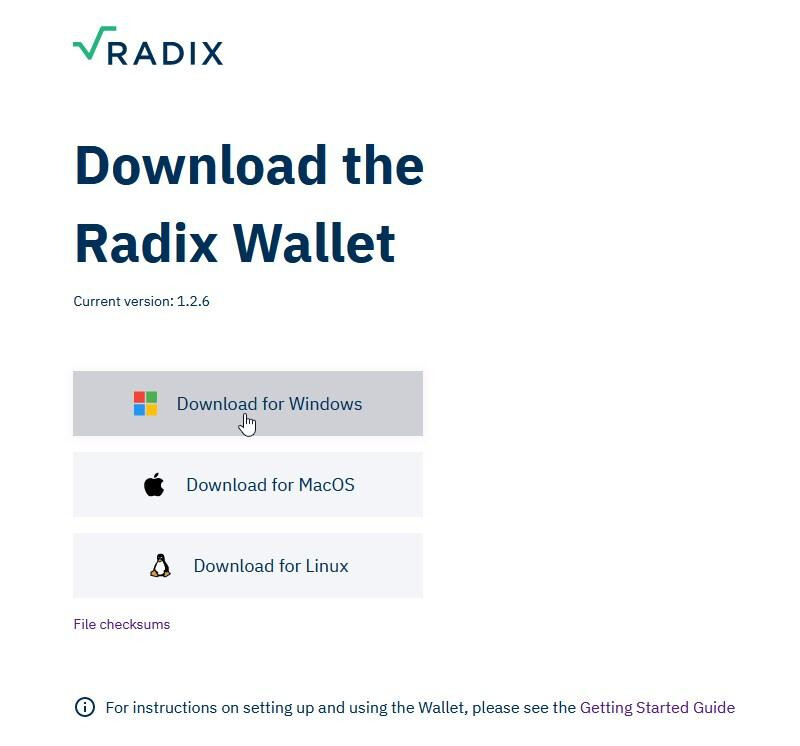 RADIX
Download the
Radix Wallet
Current version: 1.2.6
Download for Windows
Download for MacOS
Download for Linux
File checksums
For instructions on setting up and using the Wallet, please see the Getting Started Guide